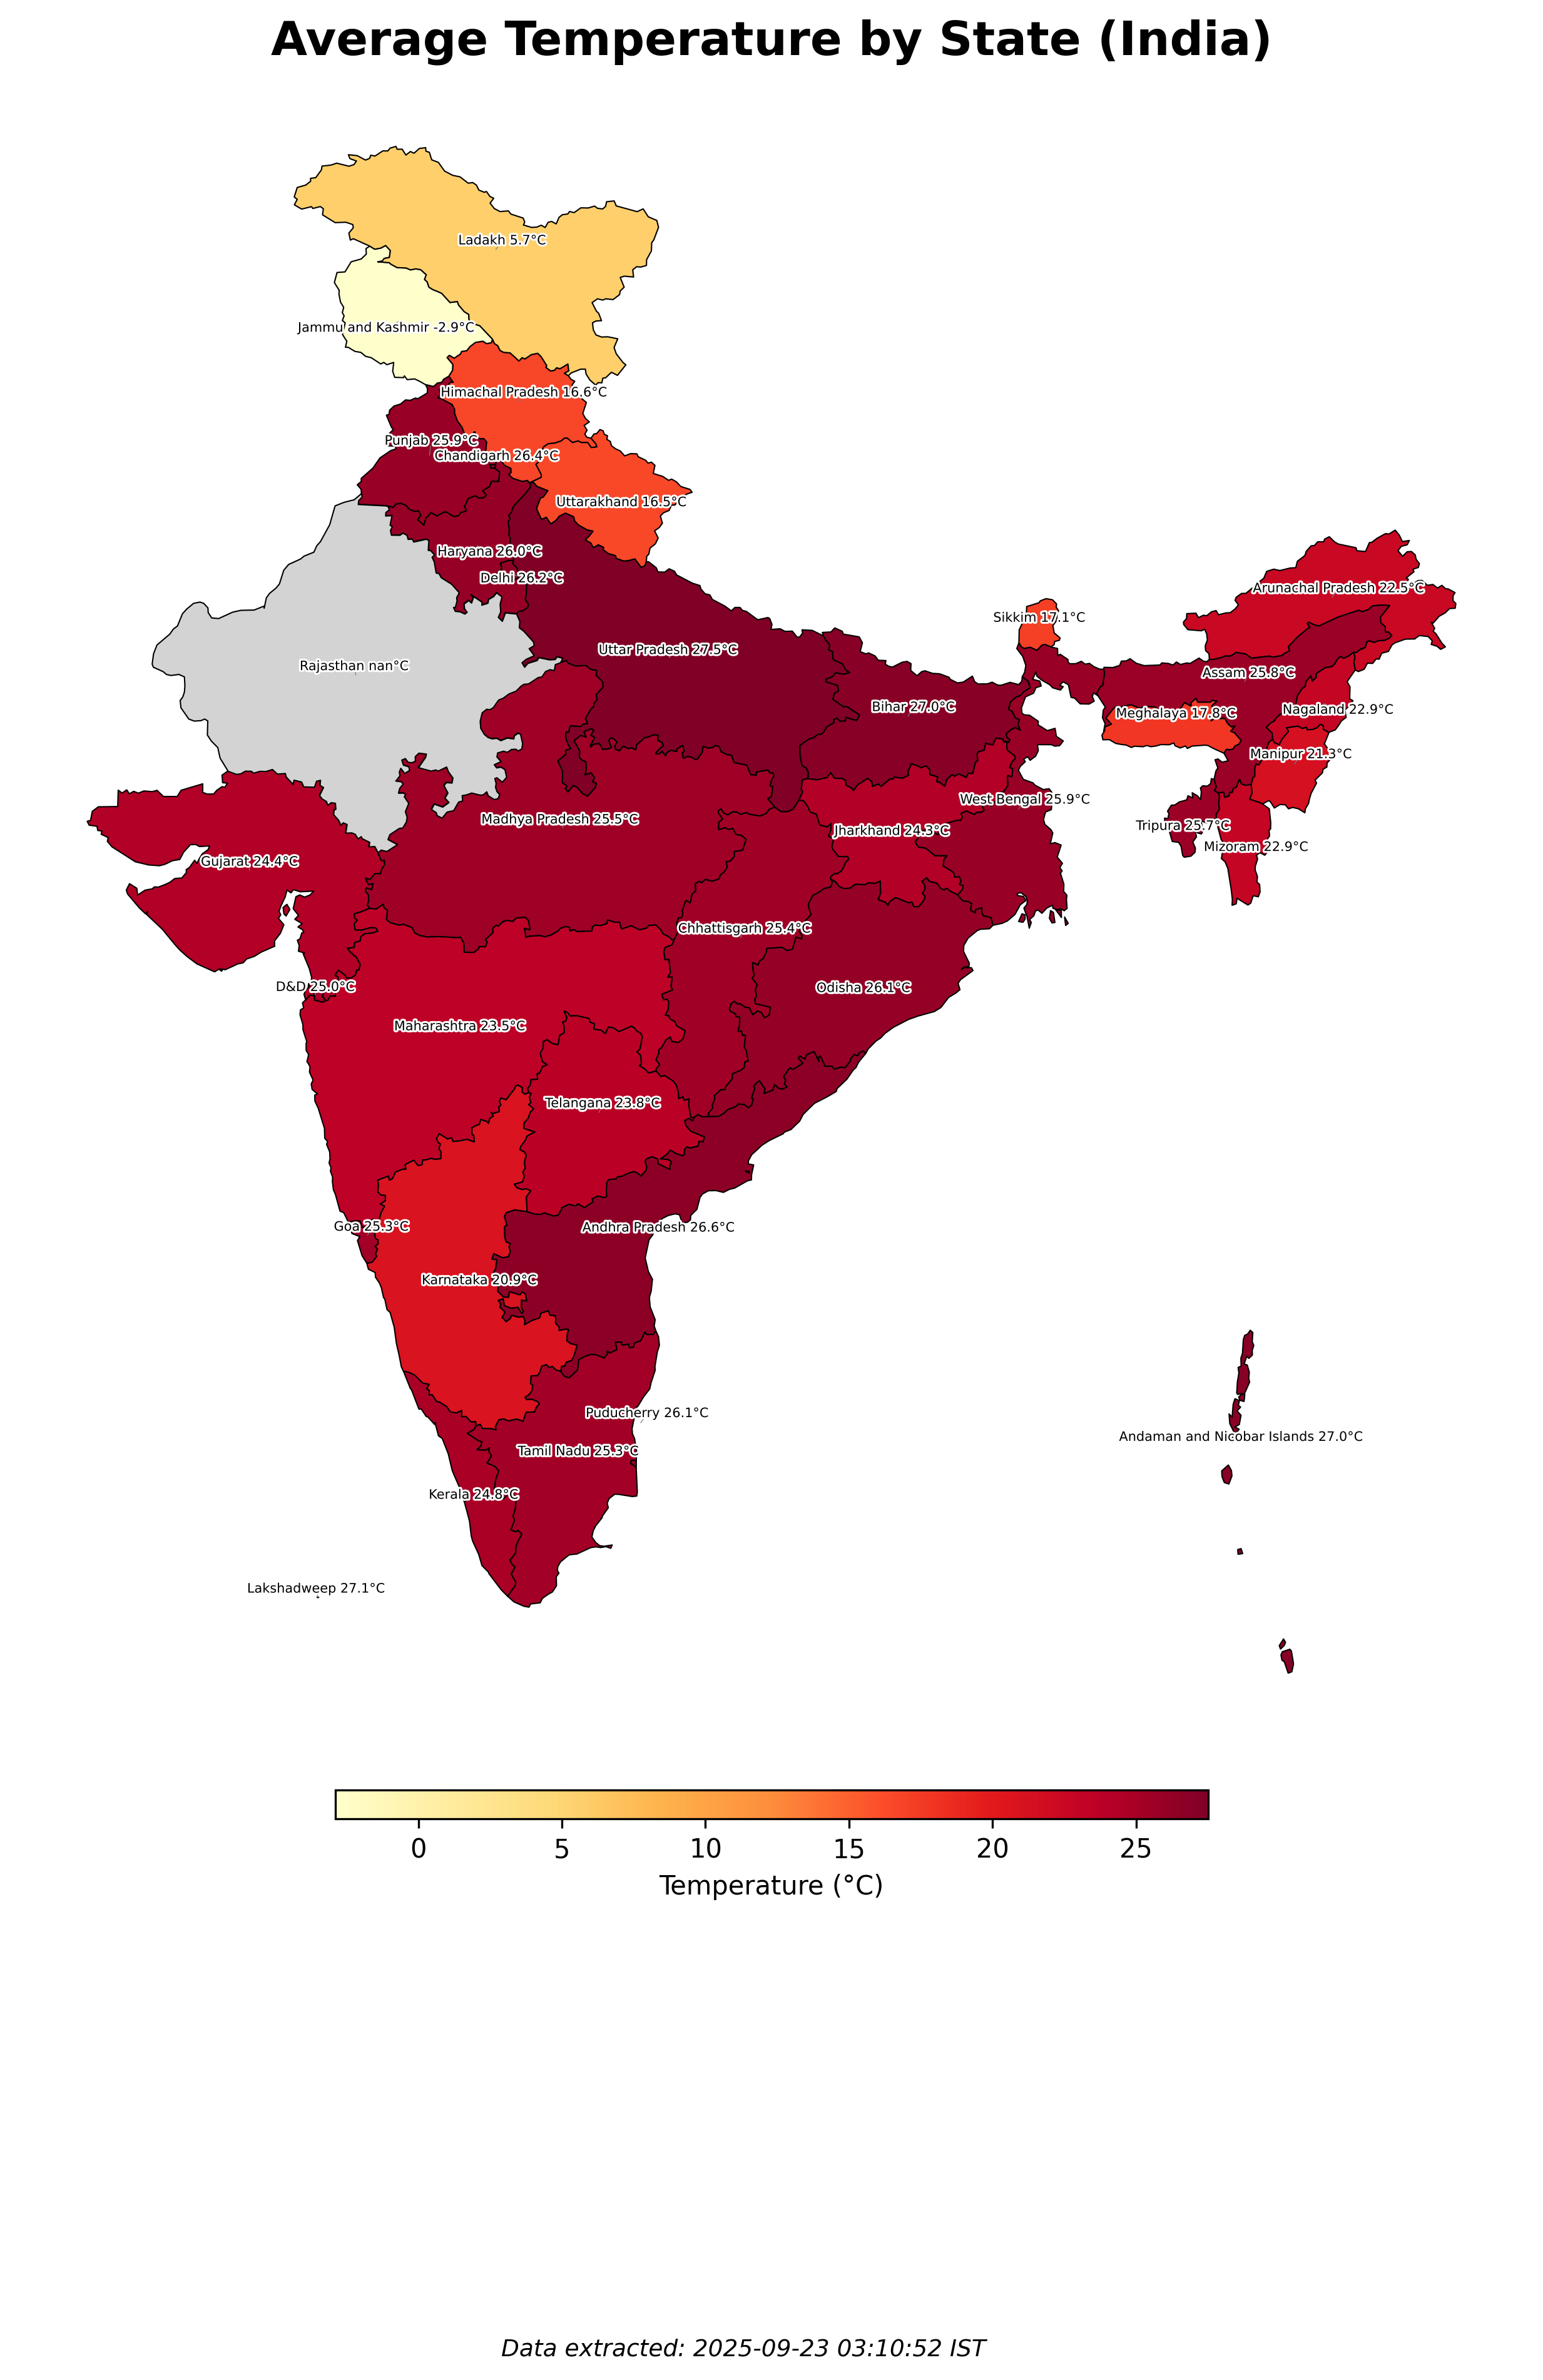 Average Temperature by State (India)
Ladakh 5.7°C
Jammu and Kashmir -2.9°C
Himachal Pradesh 16.6°C
Punjab 25.9°C
Chandigarh 26.4°C
Uttarakhand 16.5°C
Haryana 26.0°C
Delhi 26.2°C
Arunachal Pradesh 22.5°C
Sikkim 17.1°C
Uttar Pradesh 27.5°C
Rajasthan nan°C
Assam 25.8°C
Bihar 27.0°C
Meghalaya 17.8°C
Nagaland 22.9°C
Manipur 21.3°C
West Bengal 25.9°C
Madhya Pradesh 25.5°C
Jharkhand 24.3°C
Tripura 25.7°C
Mizoram 22.9°C
Gujarat 24.4°C
Chhattisgarh 25.4°C
D&D 25.0°C
Odisha 26.1°C
Maharashtra 23.5°C
Telangana 23.8°C
Goa 25.3°C
Andhra Pradesh 26.6°C
Karnataka 20.9°C
Puducherry 26.1°C
Andaman and Nicobar Islands 27.0°C
Tamil Nadu 25.3°C
Kerala 24.8°C
Lakshadweep 27.1°C
0 5 10 15 20 25
Temperature (°C)
Data extracted: 2025-09-23 03:10:52 IST